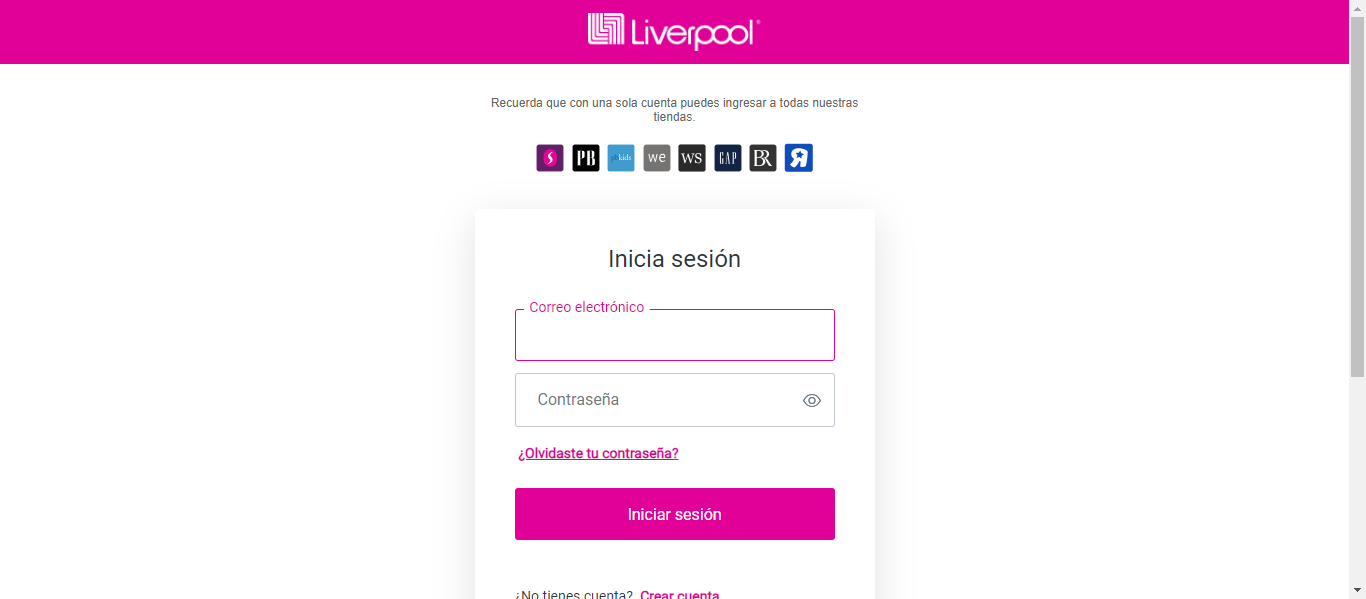 Liverpool
Recuerda que con una sola cuenta puedes ingresar a todas nuestras
tiendas.
PB kids we WS GAP BR R
Inicia sesión
Correo electrónico
Contraseña
¿Olvidaste tu contraseña?
Iniciar sesión
¿No tienes cuenta? Crear cuenta